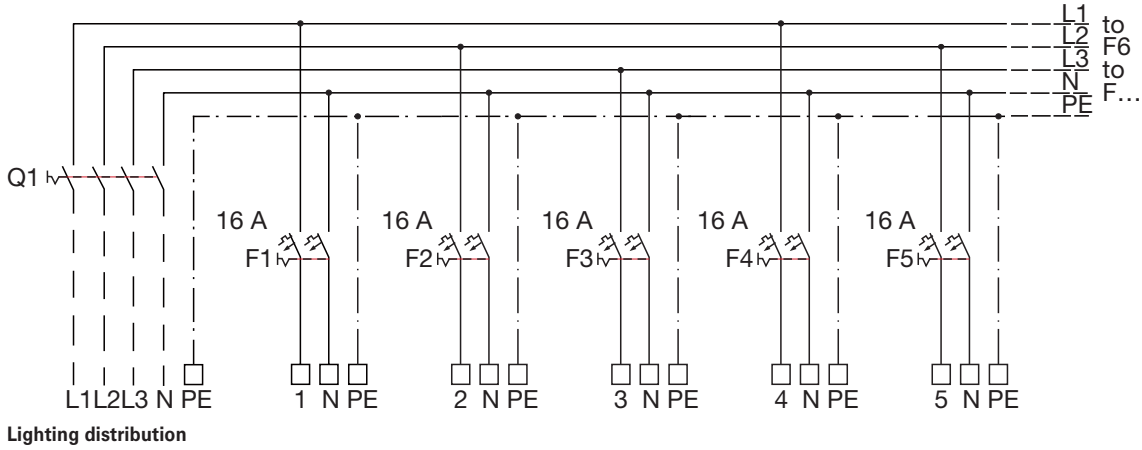 L1 to
L2 F6
L3 to
N F...
PE
Q1
16 A 16 A 16 A 16 A 16 A
F1 F2 F3 F4 F5
L1 L2 L3 N PE 1 N PE 2 N PE 3 N PE 4 N PE 5 N PE
Lighting distribution